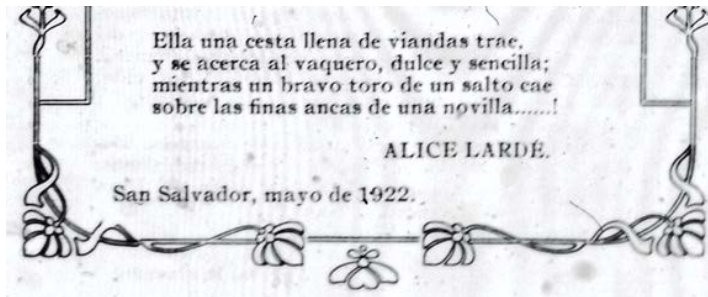 Ella una cesta llena de viandas trae,
y se acerca al vaquero, dulce y sencilla;
mientras un bravo toro de un salto cae
sobre las finas ancas de una novilla......!
ALICE LARDÉ.
San Salvador, mayo de 1922.